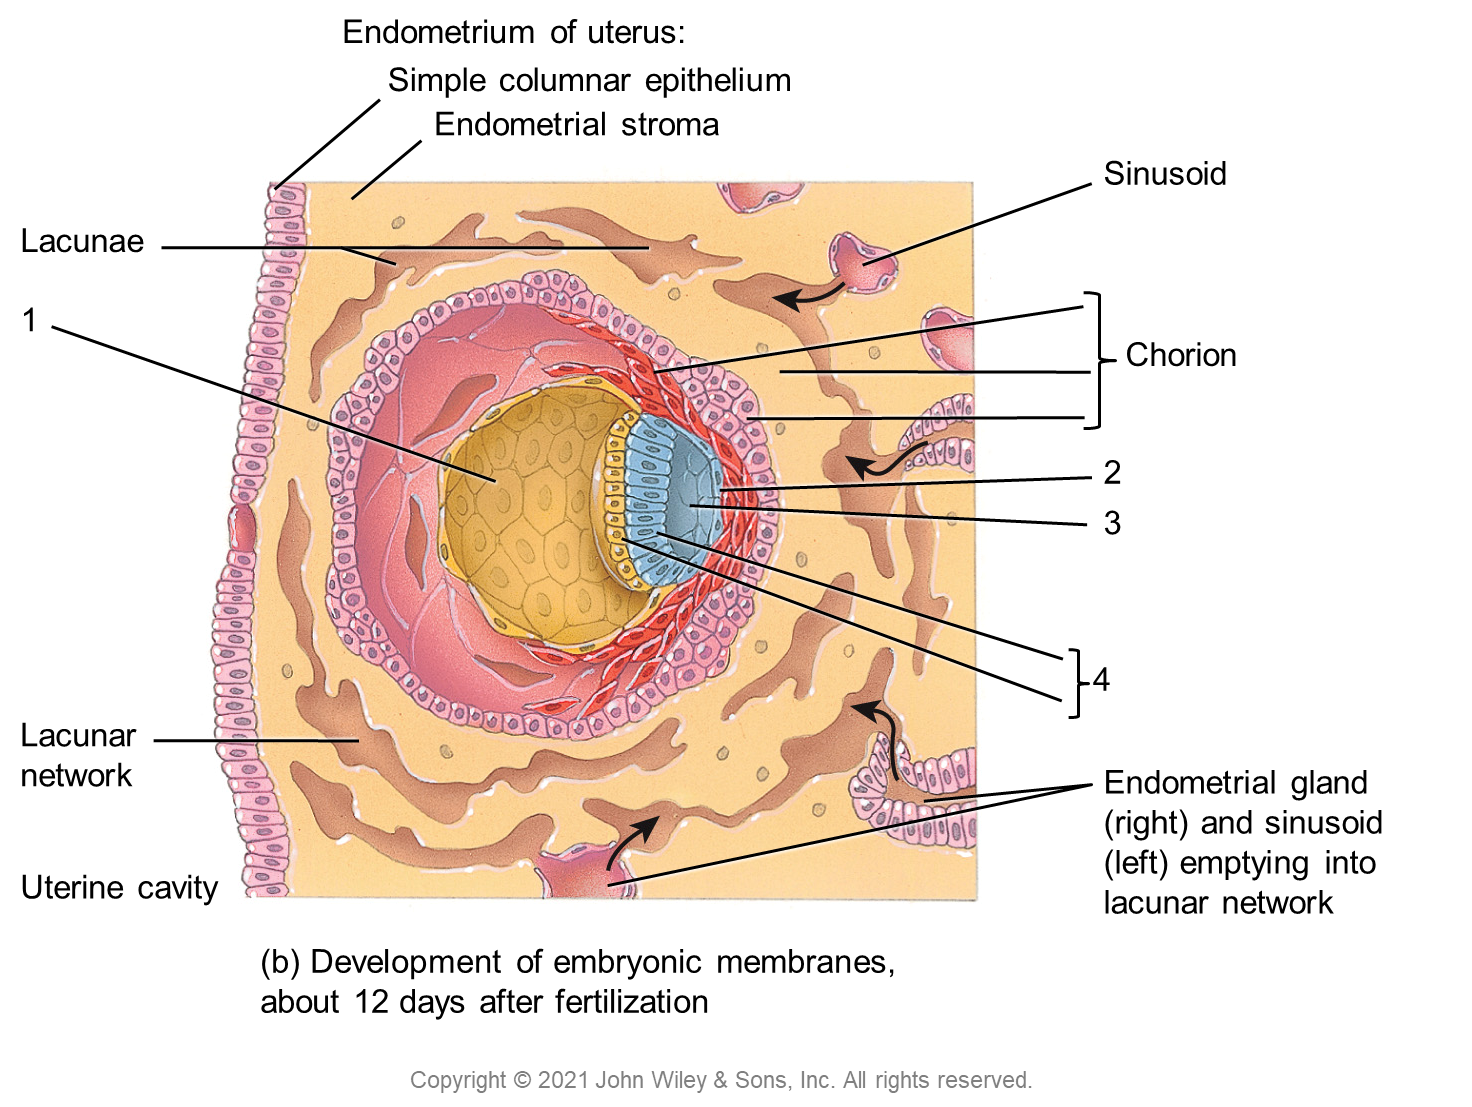 Endometrium of uterus:
Simple columnar epithelium
Endometrial stroma
Sinusoid
Lacunae
1
Chorion
2
3
4
Lacunar
network
Endometrial gland
(right) and sinusoid
(left) emptying into
lacunar network
Uterine cavity
(b) Development of embryonic membranes,
about 12 days after fertilization
Copyright © 2021 John Wiley & Sons, Inc. All rights reserved.